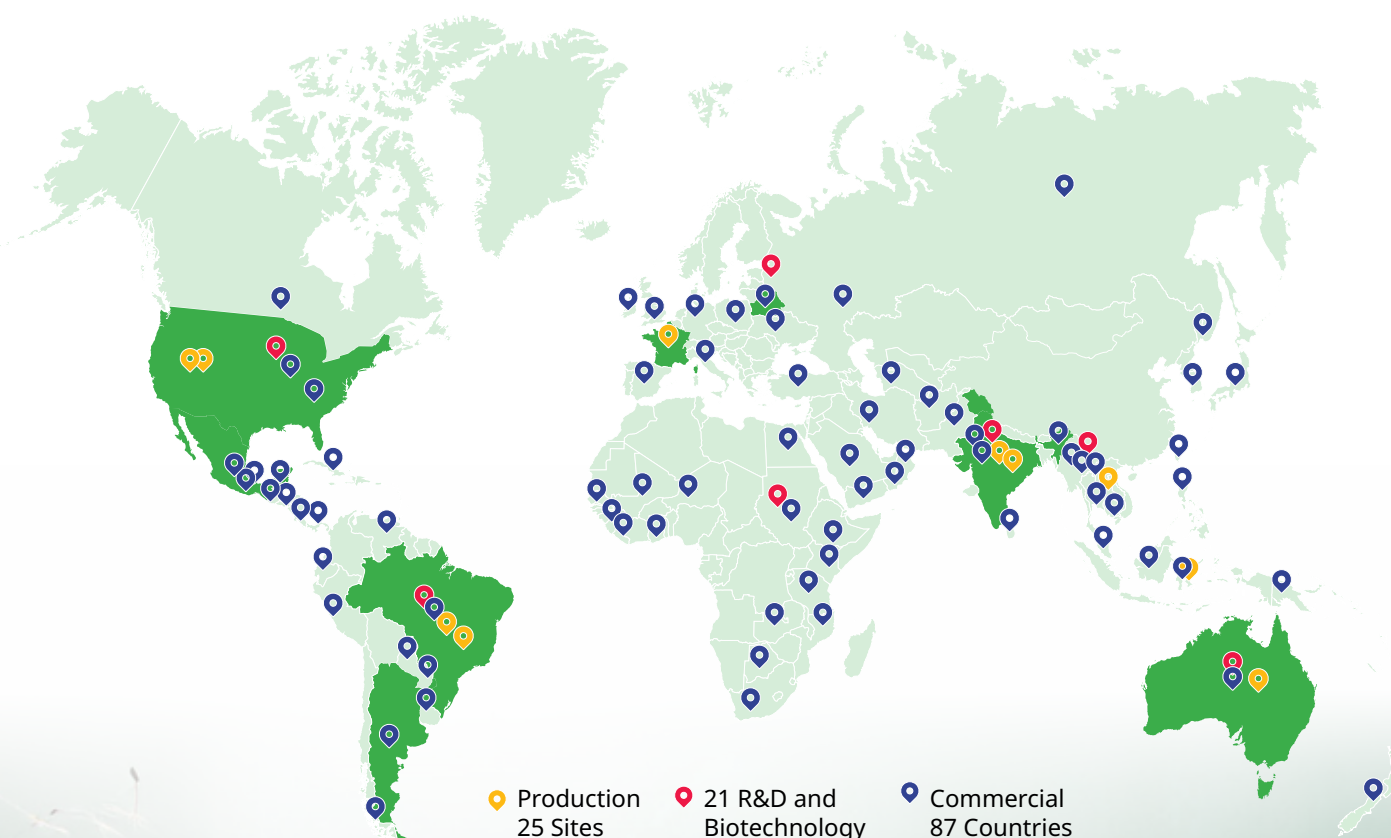 Production
25 Sites
21 R&D and
Biotechnology
Commercial
87 Countries